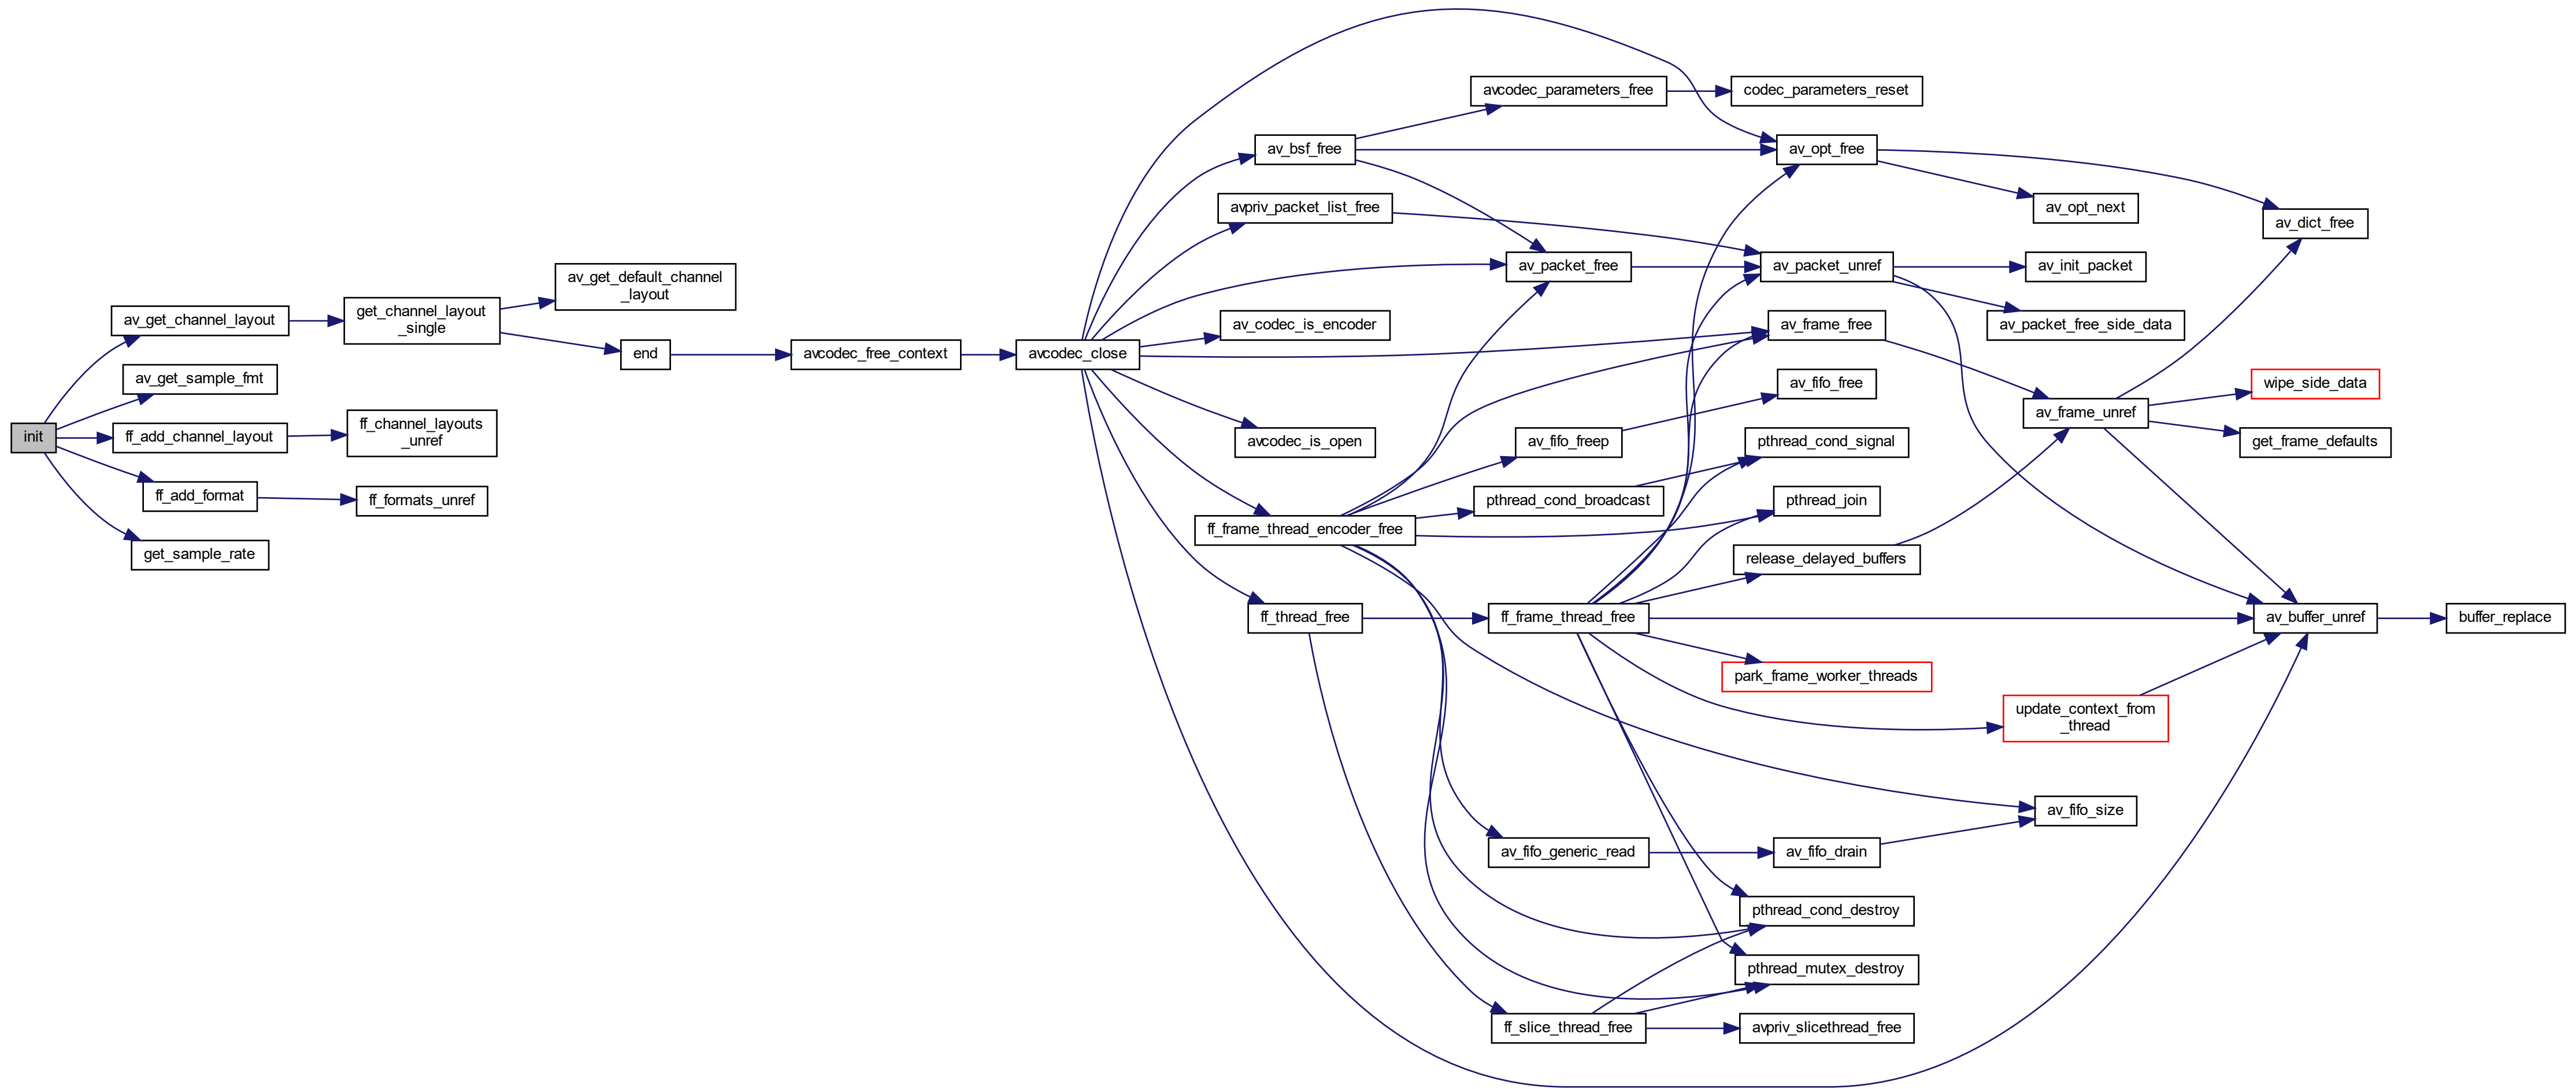 init
av_get_channel_layout
av_get_sample_fmt
ff_add_channel_layout
ff_add_format
get_sample_rate
get_channel_layout
_single
ff_channel_layouts
_unref
ff_formats_unref
av_get_default_channel
_layout
end
avcodec_free_context
avcodec_close
av_bsf_free
avpriv_packet_list_free
av_codec_is_encoder
avcodec_is_open
ff_frame_thread_encoder_free
ff_thread_free
avcodec_parameters_free
av_packet_free
av_fifo_freep
pthread_cond_broadcast
ff_frame_thread_free
av_fifo_generic_read
ff_slice_thread_free
codec_parameters_reset
av_opt_free
av_packet_unref
av_frame_free
av_fifo_free
pthread_cond_signal
pthread_join
release_delayed_buffers
park_frame_worker_threads
av_fifo_drain
pthread_cond_destroy
pthread_mutex_destroy
avpriv_slicethread_free
av_opt_next
av_init_packet
av_packet_free_side_data
av_frame_unref
update_context_from
_thread
av_fifo_size
av_dict_free
wipe_side_data
get_frame_defaults
av_buffer_unref
buffer_replace